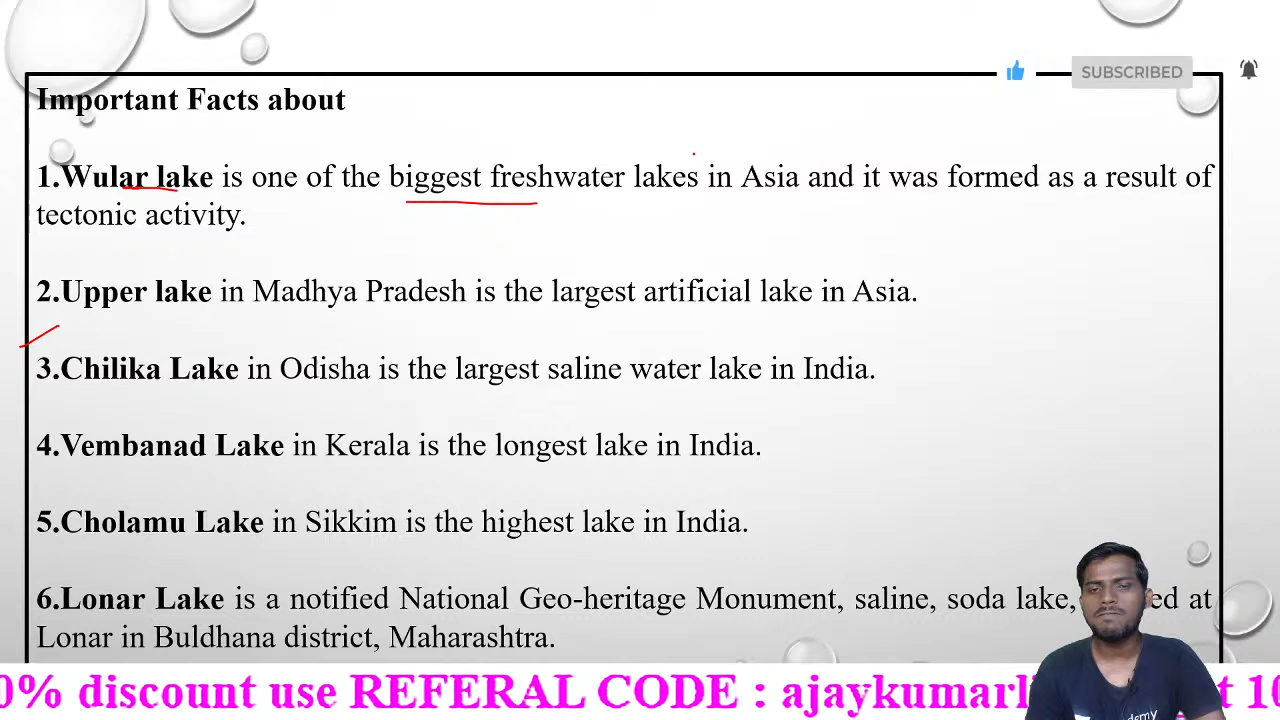 SUBSCRIBED
Important Facts about
1.Wular lake is one of the biggest freshwater lakes in Asia and it was formed as a result of
tectonic activity.
2.Upper lake in Madhya Pradesh is the largest artificial lake in Asia.
3.Chilika Lake in Odisha is the largest saline water lake in India.
4.Vembanad Lake in Kerala is the longest lake in India.
5.Cholamu Lake in Sikkim is the highest lake in India.
6.Lonar Lake is a notified National Geo-heritage Monument, saline, soda lake, at
Lonar in Buldhana district, Maharashtra.
0% discount use REFERAL CODE : ajaykumarl